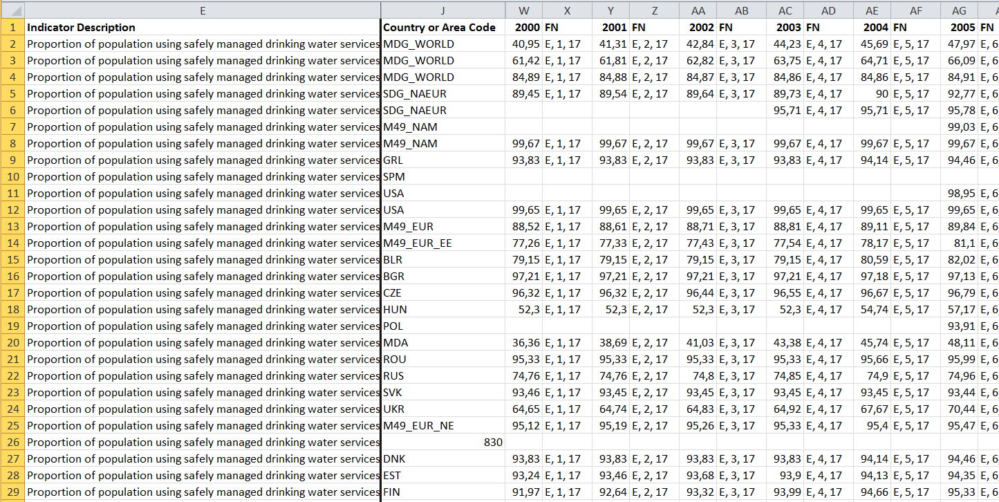 E J W X Y Z AA AB AC AD AE AF AG
1 Indicator Description Country or Area Code 2000 FN 2001 FN 2002 FN 2003 FN 2004 FN 2005 FN
2 Proportion of population using safely managed drinking water services MDG_WORLD 40,95 E, 1, 17 41,31 E, 2, 17 42,84 E, 3, 17 44,23 E, 4, 17 45,69 E, 5, 17 47,97 E, 6
3 Proportion of population using safely managed drinking water services MDG_WORLD 61,42 E, 1, 17 61,81 E, 2, 17 62,82 E, 3, 17 63,75 E, 4, 17 64,71 E, 5, 17 66,09 E, 6
4 Proportion of population using safely managed drinking water services MDG_WORLD 84,89 E, 1, 17 84,88 E, 2, 17 84,87 E, 3, 17 84,86 E, 4, 17 84,86 E, 5, 17 84,91 E, 6
5 Proportion of population using safely managed drinking water services SDG_NAEUR 89,45 E, 1, 17 89,54 E, 2, 17 89,64 E, 3, 17 89,73 E, 4, 17 90 E, 5, 17 92,77 E, 6
6 Proportion of population using safely managed drinking water services SDG_NAEUR 95,71 E, 4, 17 95,71 E, 5, 17 95,78 E, 6
7 Proportion of population using safely managed drinking water services M49_NAM 99,03 E, 6
8 Proportion of population using safely managed drinking water services M49_NAM 99,67 E, 1, 17 99,67 E, 2, 17 99,67 E, 3, 17 99,67 E, 4, 17 99,67 E, 5, 17 99,67 E, 6
9 Proportion of population using safely managed drinking water services GRL 93,83 E, 1, 17 93,83 E, 2, 17 93,83 E, 3, 17 93,83 E, 4, 17 94,14 E, 5, 17 94,46 E, 6
10 Proportion of population using safely managed drinking water services SPM
11 Proportion of population using safely managed drinking water services USA 98,95 E, 6
12 Proportion of population using safely managed drinking water services USA 99,65 E, 1, 17 99,65 E, 2, 17 99,65 E, 3, 17 99,65 E, 4, 17 99,65 E, 5, 17 99,65 E, 6
13 Proportion of population using safely managed drinking water services M49_EUR 88,52 E, 1, 17 88,61 E, 2, 17 88,71 E, 3, 17 88,81 E, 4, 17 89,11 E, 5, 17 89,84 E, 6
14 Proportion of population using safely managed drinking water services M49_EUR_EE 77,26 E, 1, 17 77,33 E, 2, 17 77,43 E, 3, 17 77,54 E, 4, 17 78,17 E, 5, 17 81,1 E, 6
15 Proportion of population using safely managed drinking water services BLR 79,15 E, 1, 17 79,15 E, 2, 17 79,15 E, 3, 17 79,15 E, 4, 17 80,59 E, 5, 17 82,02 E, 6
16 Proportion of population using safely managed drinking water services BGR 97,21 E, 1, 17 97,21 E, 2, 17 97,21 E, 3, 17 97,21 E, 4, 17 97,18 E, 5, 17 97,13 E, 6
17 Proportion of population using safely managed drinking water services CZE 96,32 E, 1, 17 96,32 E, 2, 17 96,44 E, 3, 17 96,55 E, 4, 17 96,67 E, 5, 17 96,79 E, 6
18 Proportion of population using safely managed drinking water services HUN 52,3 E, 1, 17 52,3 E, 2, 17 52,3 E, 3, 17 52,3 E, 4, 17 54,74 E, 5, 17 57,17 E, 6
19 Proportion of population using safely managed drinking water services POL 93,91 E, 6
20 Proportion of population using safely managed drinking water services MDA 36,36 E, 1, 17 38,69 E, 2, 17 41,03 E, 3, 17 43,38 E, 4, 17 45,74 E, 5, 17 48,11 E, 6
21 Proportion of population using safely managed drinking water services ROU 95,33 E, 1, 17 95,33 E, 2, 17 95,33 E, 3, 17 95,33 E, 4, 17 95,66 E, 5, 17 95,99 E, 6
22 Proportion of population using safely managed drinking water services RUS 74,76 E, 1, 17 74,76 E, 2, 17 74,8 E, 3, 17 74,85 E, 4, 17 74,9 E, 5, 17 74,96 E, 6
23 Proportion of population using safely managed drinking water services SVK 93,46 E, 1, 17 93,45 E, 2, 17 93,45 E, 3, 17 93,45 E, 4, 17 93,45 E, 5, 17 93,44 E, 6
24 Proportion of population using safely managed drinking water services UKR 64,65 E, 1, 17 64,74 E, 2, 17 64,83 E, 3, 17 64,92 E, 4, 17 67,67 E, 5, 17 70,44 E, 6
25 Proportion of population using safely managed drinking water services M49_EUR_NE 95,12 E, 1, 17 95,19 E, 2, 17 95,26 E, 3, 17 95,33 E, 4, 17 95,4 E, 5, 17 95,47 E, 6
26 Proportion of population using safely managed drinking water services 830
27 Proportion of population using safely managed drinking water services DNK 93,83 E, 1, 17 93,83 E, 2, 17 93,83 E, 3, 17 93,83 E, 4, 17 94,14 E, 5, 17 94,46 E, 6
28 Proportion of population using safely managed drinking water services EST 93,24 E, 1, 17 93,46 E, 2, 17 93,68 E, 3, 17 93,9 E, 4, 17 94,13 E, 5, 17 94,35 E, 6
29 Proportion of population using safely managed drinking water services FIN 91,97 E, 1, 17 92,64 E, 2, 17 93,32 E, 3, 17 93,99 E, 4, 17 94,66 E, 5, 17 95,33 E, 6